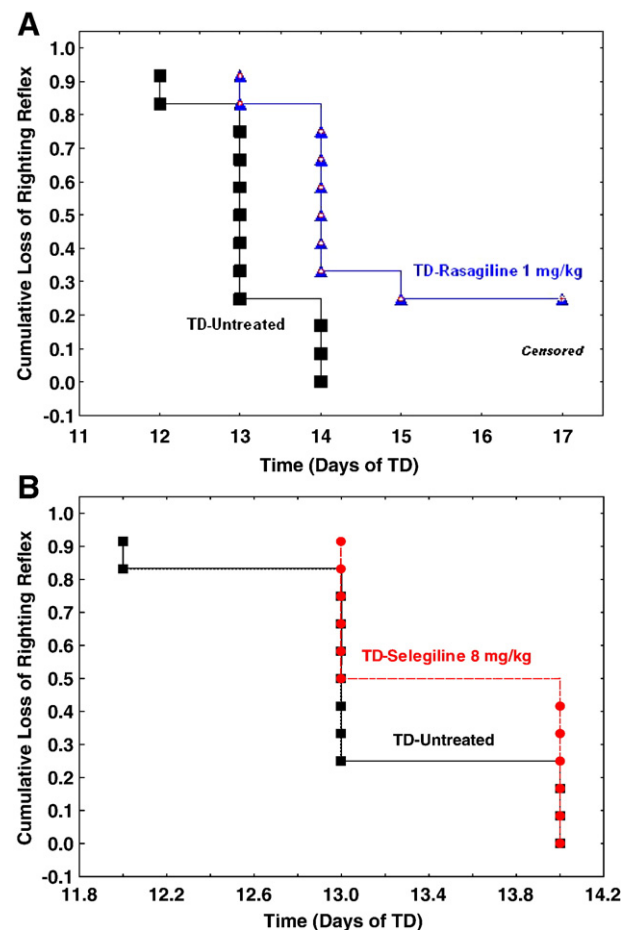 A
Cumulative Loss of Righting Reflex
1.0
0.9
0.8
0.7
0.6
0.5
0.4
0.3
0.2
0.1
0.0
-0.1
TD-Rasagiline 1 mg/kg
TD-Untreated
Censored
11 12 13 14 15 16 17
Time (Days of TD)
B
Cumulative Loss of Righting Reflex
1.0
0.9
0.8
0.7
0.6
0.5
0.4
0.3
0.2
0.1
0.0
-0.1
TD-Selegiline 8 mg/kg
TD-Untreated
11.8 12.2 12.6 13.0 13.4 13.8 14.2
Time (Days of TD)